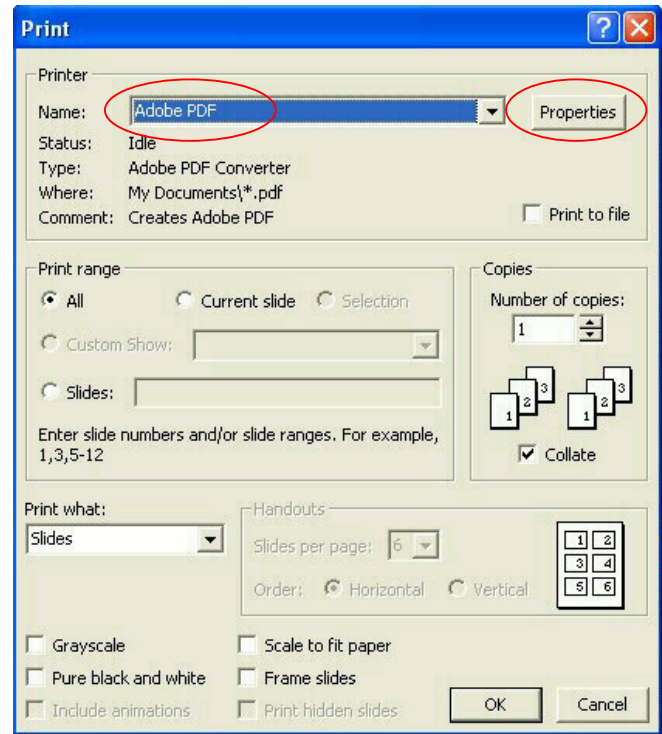 Print
Printer
Name: Adobe PDF Properties
Status: Idle
Type: Adobe PDF Converter
Where: My Documents\*.pdf
Comment: Creates Adobe PDF Print to file
Print range Copies
All Current slide Selection Number of copies:
Custom Show: 1
Slides: 1 2 3 1 2 3
Enter slide numbers and/or slide ranges. For example,
1,3,5-12 Collate
Print what: Handouts
Slides Slides per page: 6 1 2
3 4
Order: Horizontal Vertical 5 6
Grayscale Scale to fit paper
Pure black and white Frame slides
Include animations Print hidden slides OK Cancel